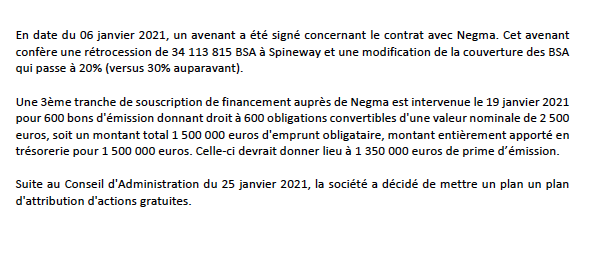 En date du 06 janvier 2021, un avenant a été signé concernant le contrat avec Negma. Cet avenant
confère une rétrocession de 34 113 815 BSA à Spineway et une modification de la couverture des BSA
qui passe à 20% (versus 30% auparavant).
Une 3ème tranche de souscription de financement auprès de Negma est intervenue le 19 janvier 2021
pour 600 bons d'émission donnant droit à 600 obligations convertibles d'une valeur nominale de 2 500
euros, soit un montant total 1 500 000 euros d'emprunt obligataire, montant entièrement apporté en
trésorerie pour 1 500 000 euros. Celle-ci devrait donner lieu à 1 350 000 euros de prime d’émission.
Suite au Conseil d'Administration du 25 janvier 2021, la société a décidé de mettre un plan un plan
d'attribution d'actions gratuites.